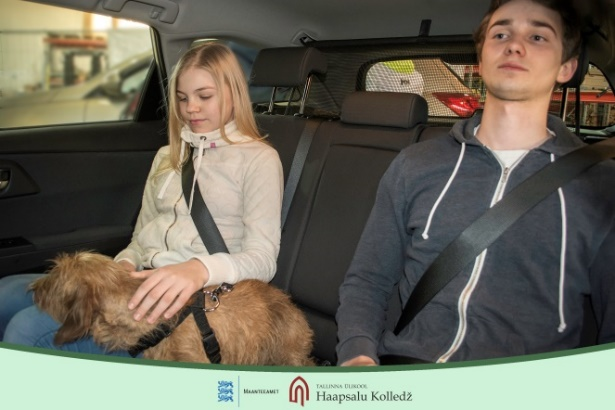 MAANTEEAMET
TALLINNA ÜLIKOOL
Haapsalu Kolledž